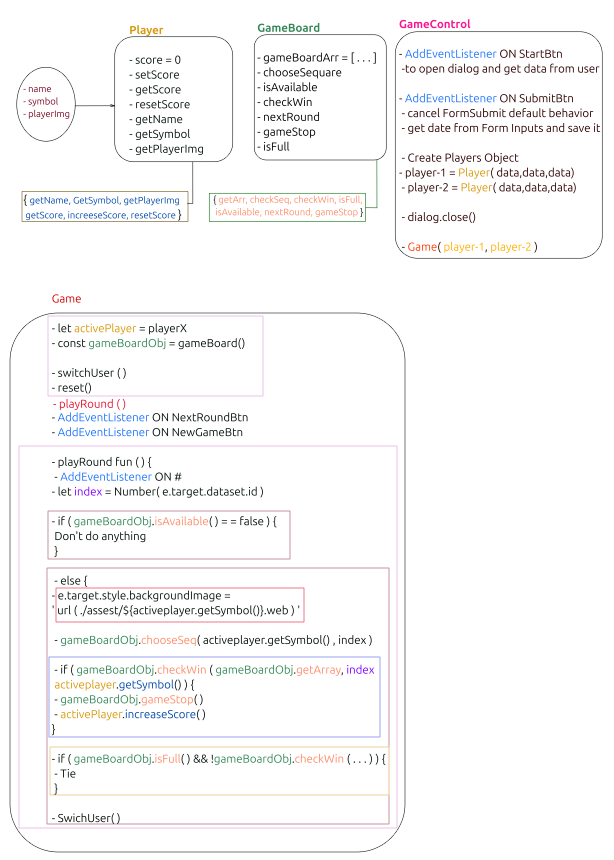 Player
- score = 0
- setScore
- getScore
- resetScore
- getName
- getSymbol
- getPlayerImg
- name
- symbol
- playerImg
{ getName, GetSymbol, getPlayerImg
getScore, increeseScore, resetScore }
GameBoard
- gameBoardArr = [ . . . ]
- chooseSequare
- isAvailable
- checkWin
- nextRound
- gameStop
- isFull
{ getArr, checkSeq, checkWin, isFull,
isAvailable, nextRound, gameStop }
GameControl
- AddEventListener ON StartBtn
-to open dialog and get data from user
- AddEventListener ON SubmitBtn
- cancel FormSubmit default behavior
- get date from Form Inputs and save it
- Create Players Object
- player-1 = Player( data,data,data)
- player-2 = Player( data,data,data)
- dialog.close()
- Game( player-1, player-2 )
Game
- let activePlayer = playerX
- const gameBoardObj = gameBoard()
- switchUser ( )
- reset()
- playRound ( )
- AddEventListener ON NextRoundBtn
- AddEventListener ON NewGameBtn
- playRound fun ( ) {
- AddEventListener ON #
- let index = Number( e.target.dataset.id )
- if ( gameBoardObj.isAvailable( ) = = false ) {
Don't do anything
}
- else {
- e.target.style.backgroundImage =
' url ( ./assest/${activeplayer.getSymbol()}.web ) '
- gameBoardObj.chooseSeq( activeplayer.getSymbol() , index )
- if ( gameBoardObj.checkWin ( gameBoardObj.getArray, index
activeplayer.getSymbol( ) ) {
- gameBoardObj.gameStop( )
- activePlayer.increaseScore( )
}
- if ( gameBoardObj.isFull( ) && !gameBoardObj.checkWin ( . . . ) ) {
- Tie
}
- SwichUser( )